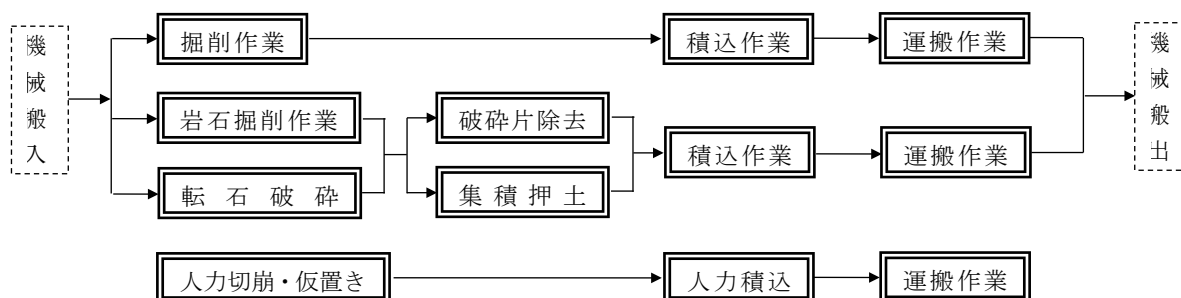 機械搬入
掘削作業
積込作業
運搬作業
機械搬出
岩石掘削作業
破砕片除去
積込作業
運搬作業
転石破砕
集積押土
人力切崩・仮置き
人力積込
運搬作業